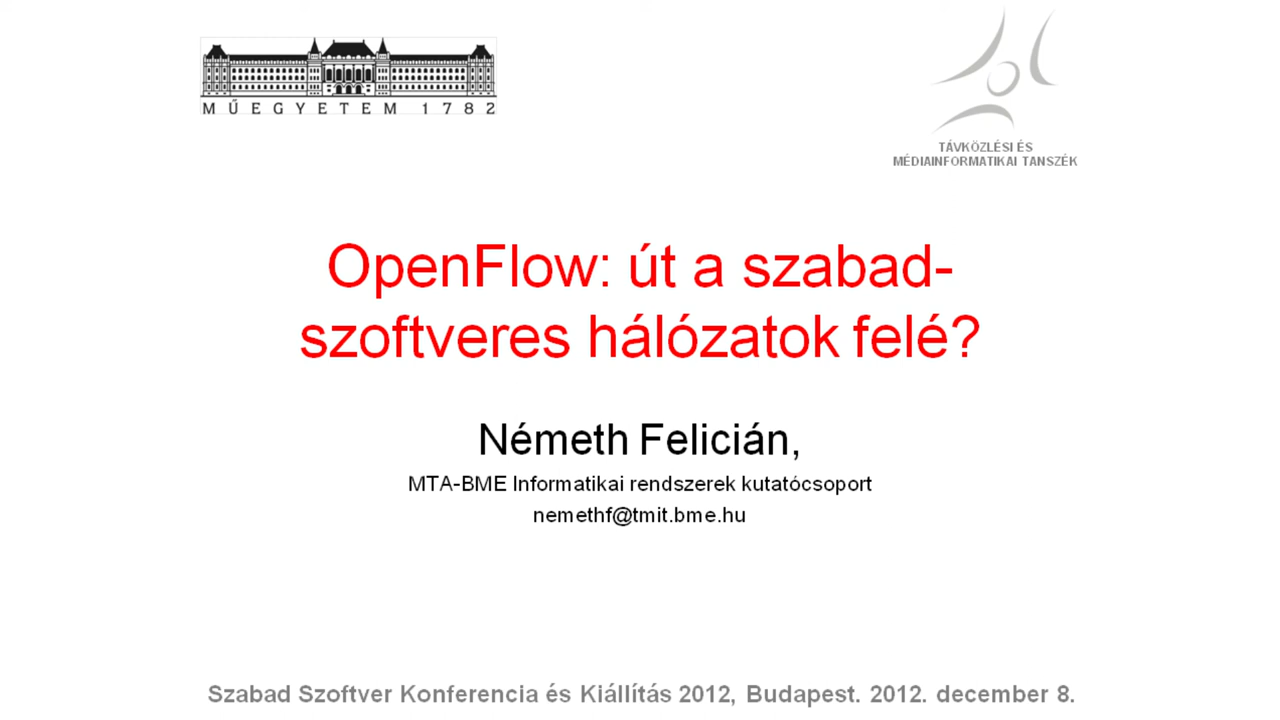 MŰEGYETEM 1782
TÁVKÖZLÉSI ÉS
MÉDIAINFORMATIKAI TANSZÉK
OpenFlow: út a szabad-
szoftveres hálózatok felé?
Németh Felicián,
MTA-BME Informatikai rendszerek kutatócsoport
nemethf@tmit.bme.hu
Szabad Szoftver Konferencia és Kiállítás 2012, Budapest. 2012. december 8.